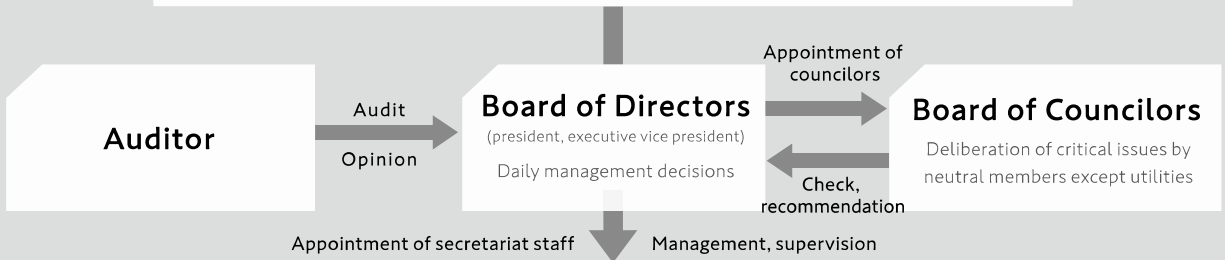 Appointment of
councilors
Auditor
Audit
Opinion
Board of Directors
(president, executive vice president)
Daily management decisions
Board of Councilors
Deliberation of critical issues by
neutral members except utilities
Check,
recommendation
Appointment of secretariat staff
Management, supervision